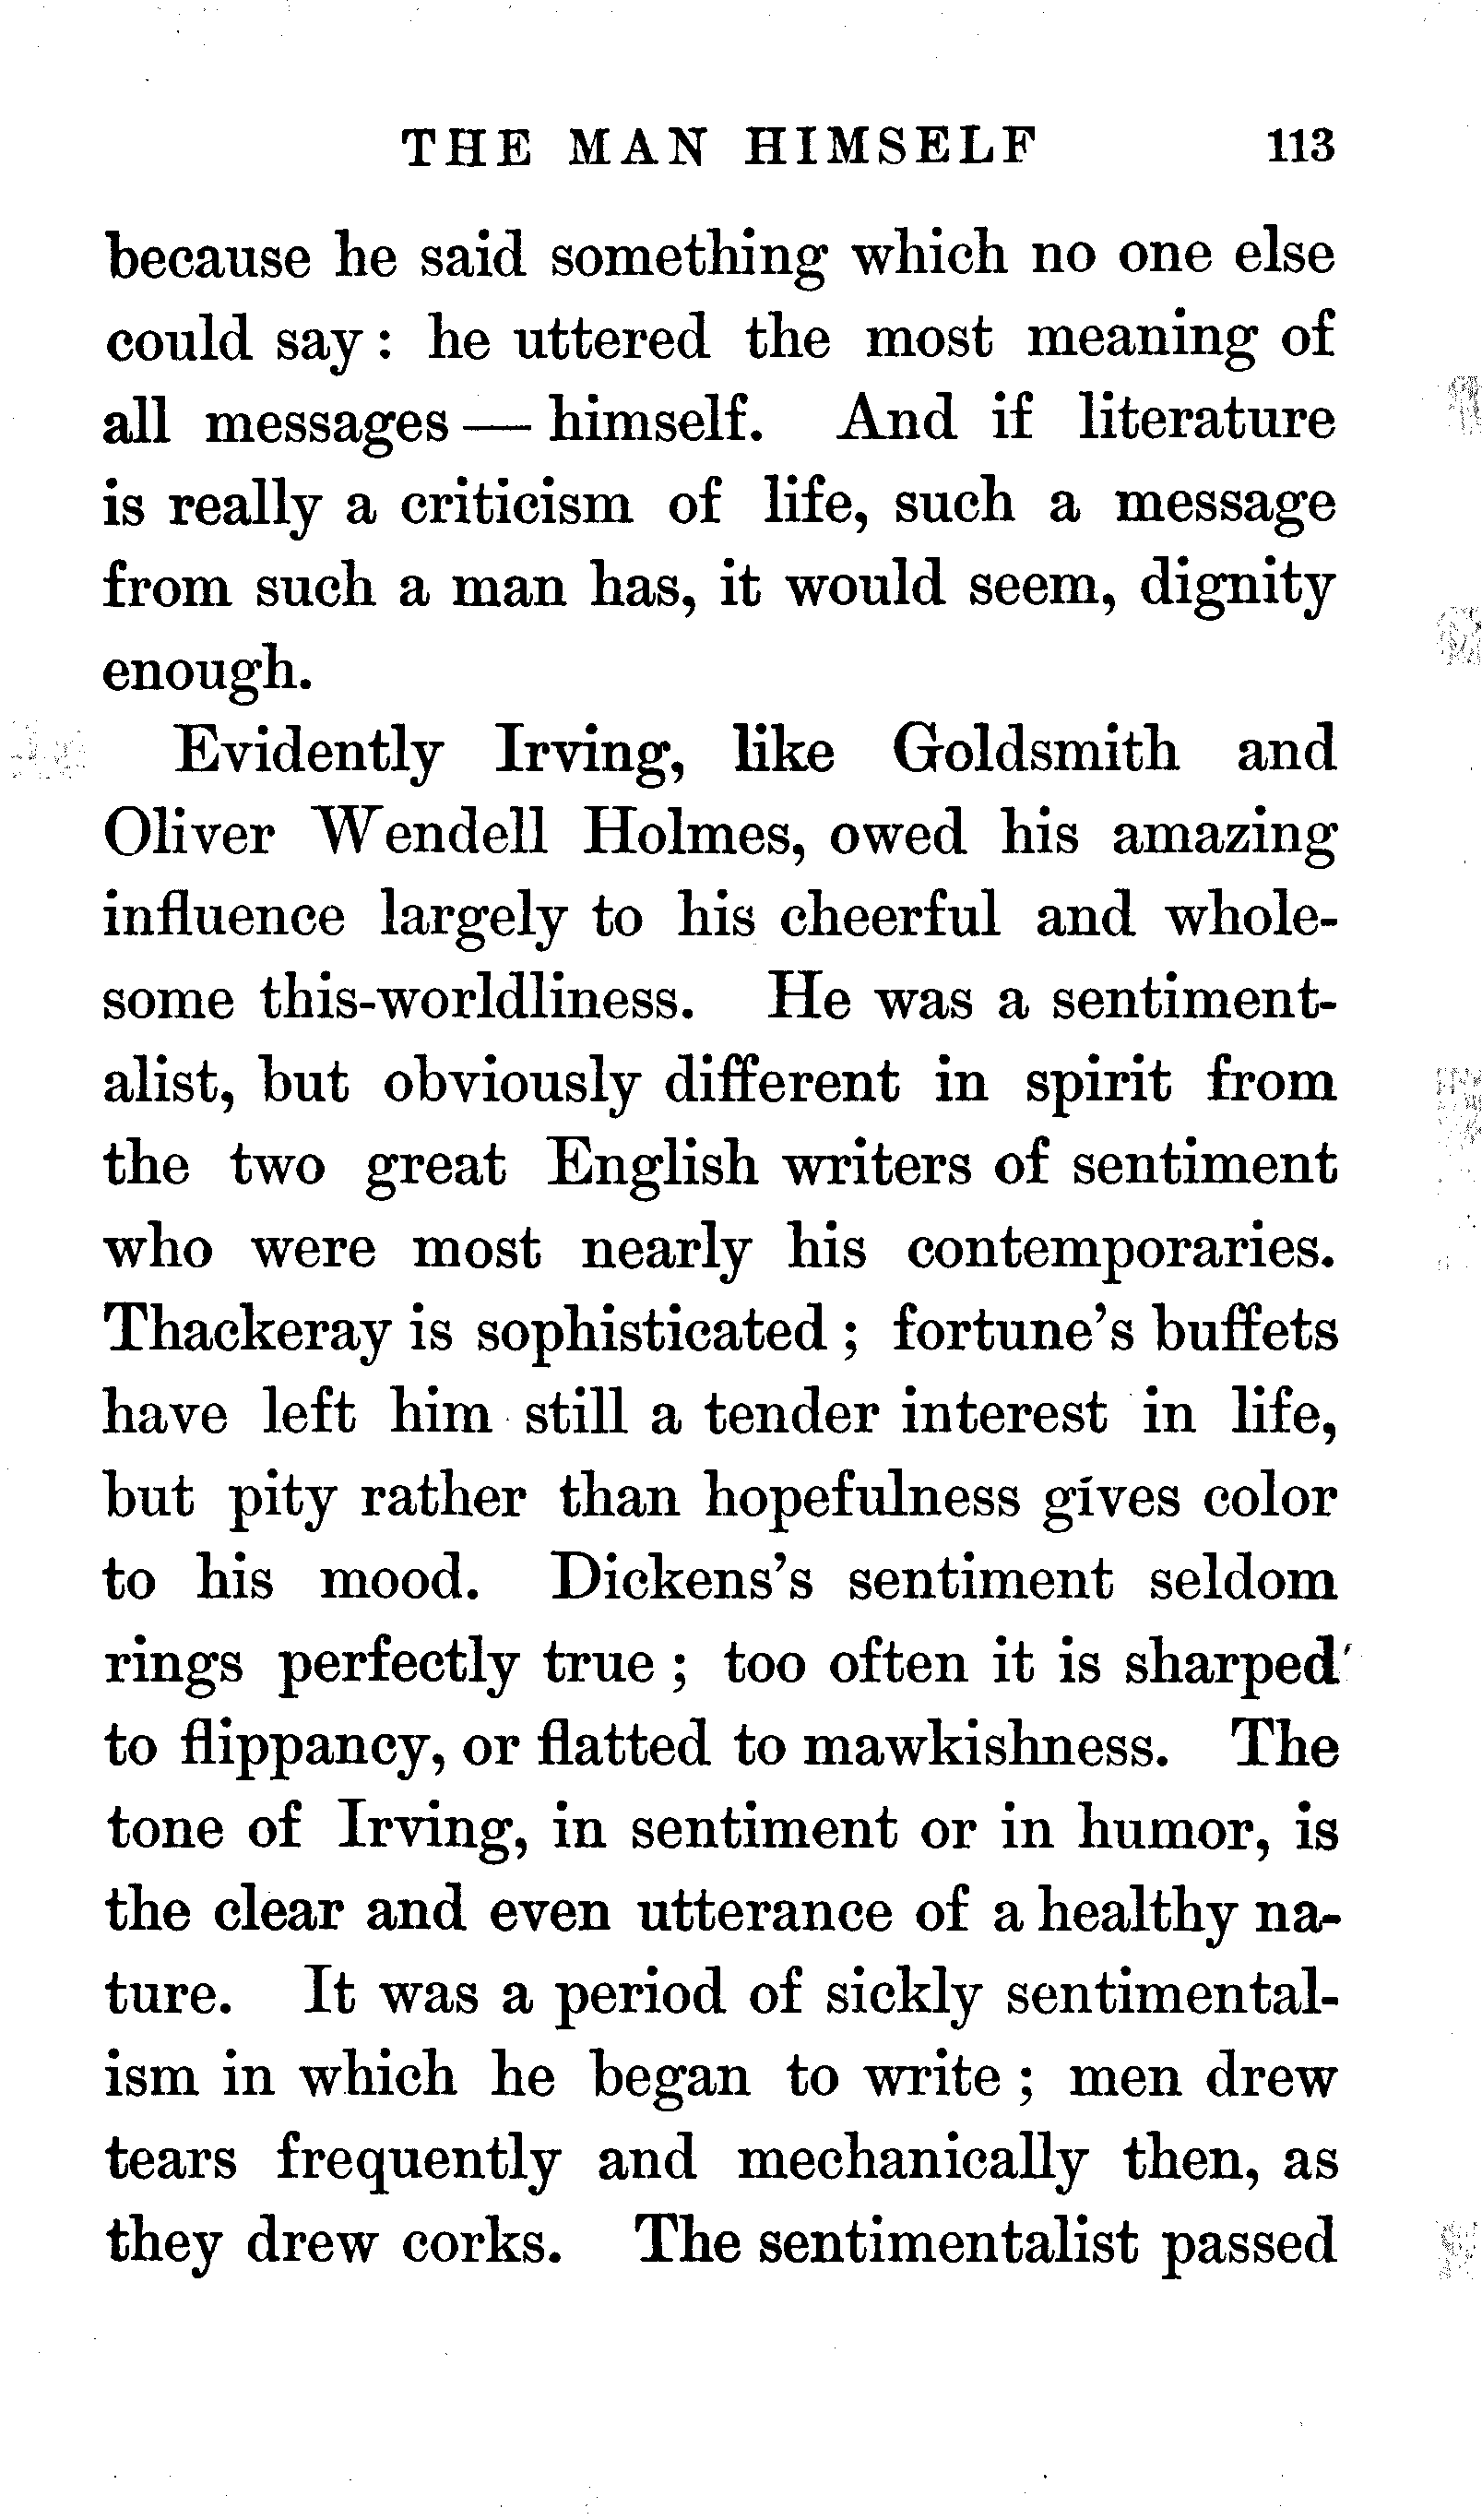 THE MAN HIMSELF 113
because he said something which no one else
could say : he uttered the most meaning of
all messages — himself. And if literature
is really a criticism of life, such a message
from such a man has, it would seem, dignity
enough.
Evidently Irving, like Goldsmith and
Oliver Wendell Holmes, owed his amazing
influence largely to his cheerful and whole-
some this-worldliness. He was a sentiment-
alist, but obviously different in spirit from
the two great English writers of sentiment
who were most nearly his contemporaries.
Thackeray is sophisticated ; fortune's buffets
have left him still a tender interest in life,
but pity rather than hopefulness gives color
to his mood. Dickens's sentiment seldom
rings perfectly true ; too often it is sharped
to flippancy, or flatted to mawkishness. The
tone of Irving, in sentiment or in humor, is
the clear and even utterance of a healthy na-
ture. It was a period of sickly sentimental-
ism in which he began to write ; men drew
tears frequently and mechanically then, as
they drew corks. The sentimentalist passed